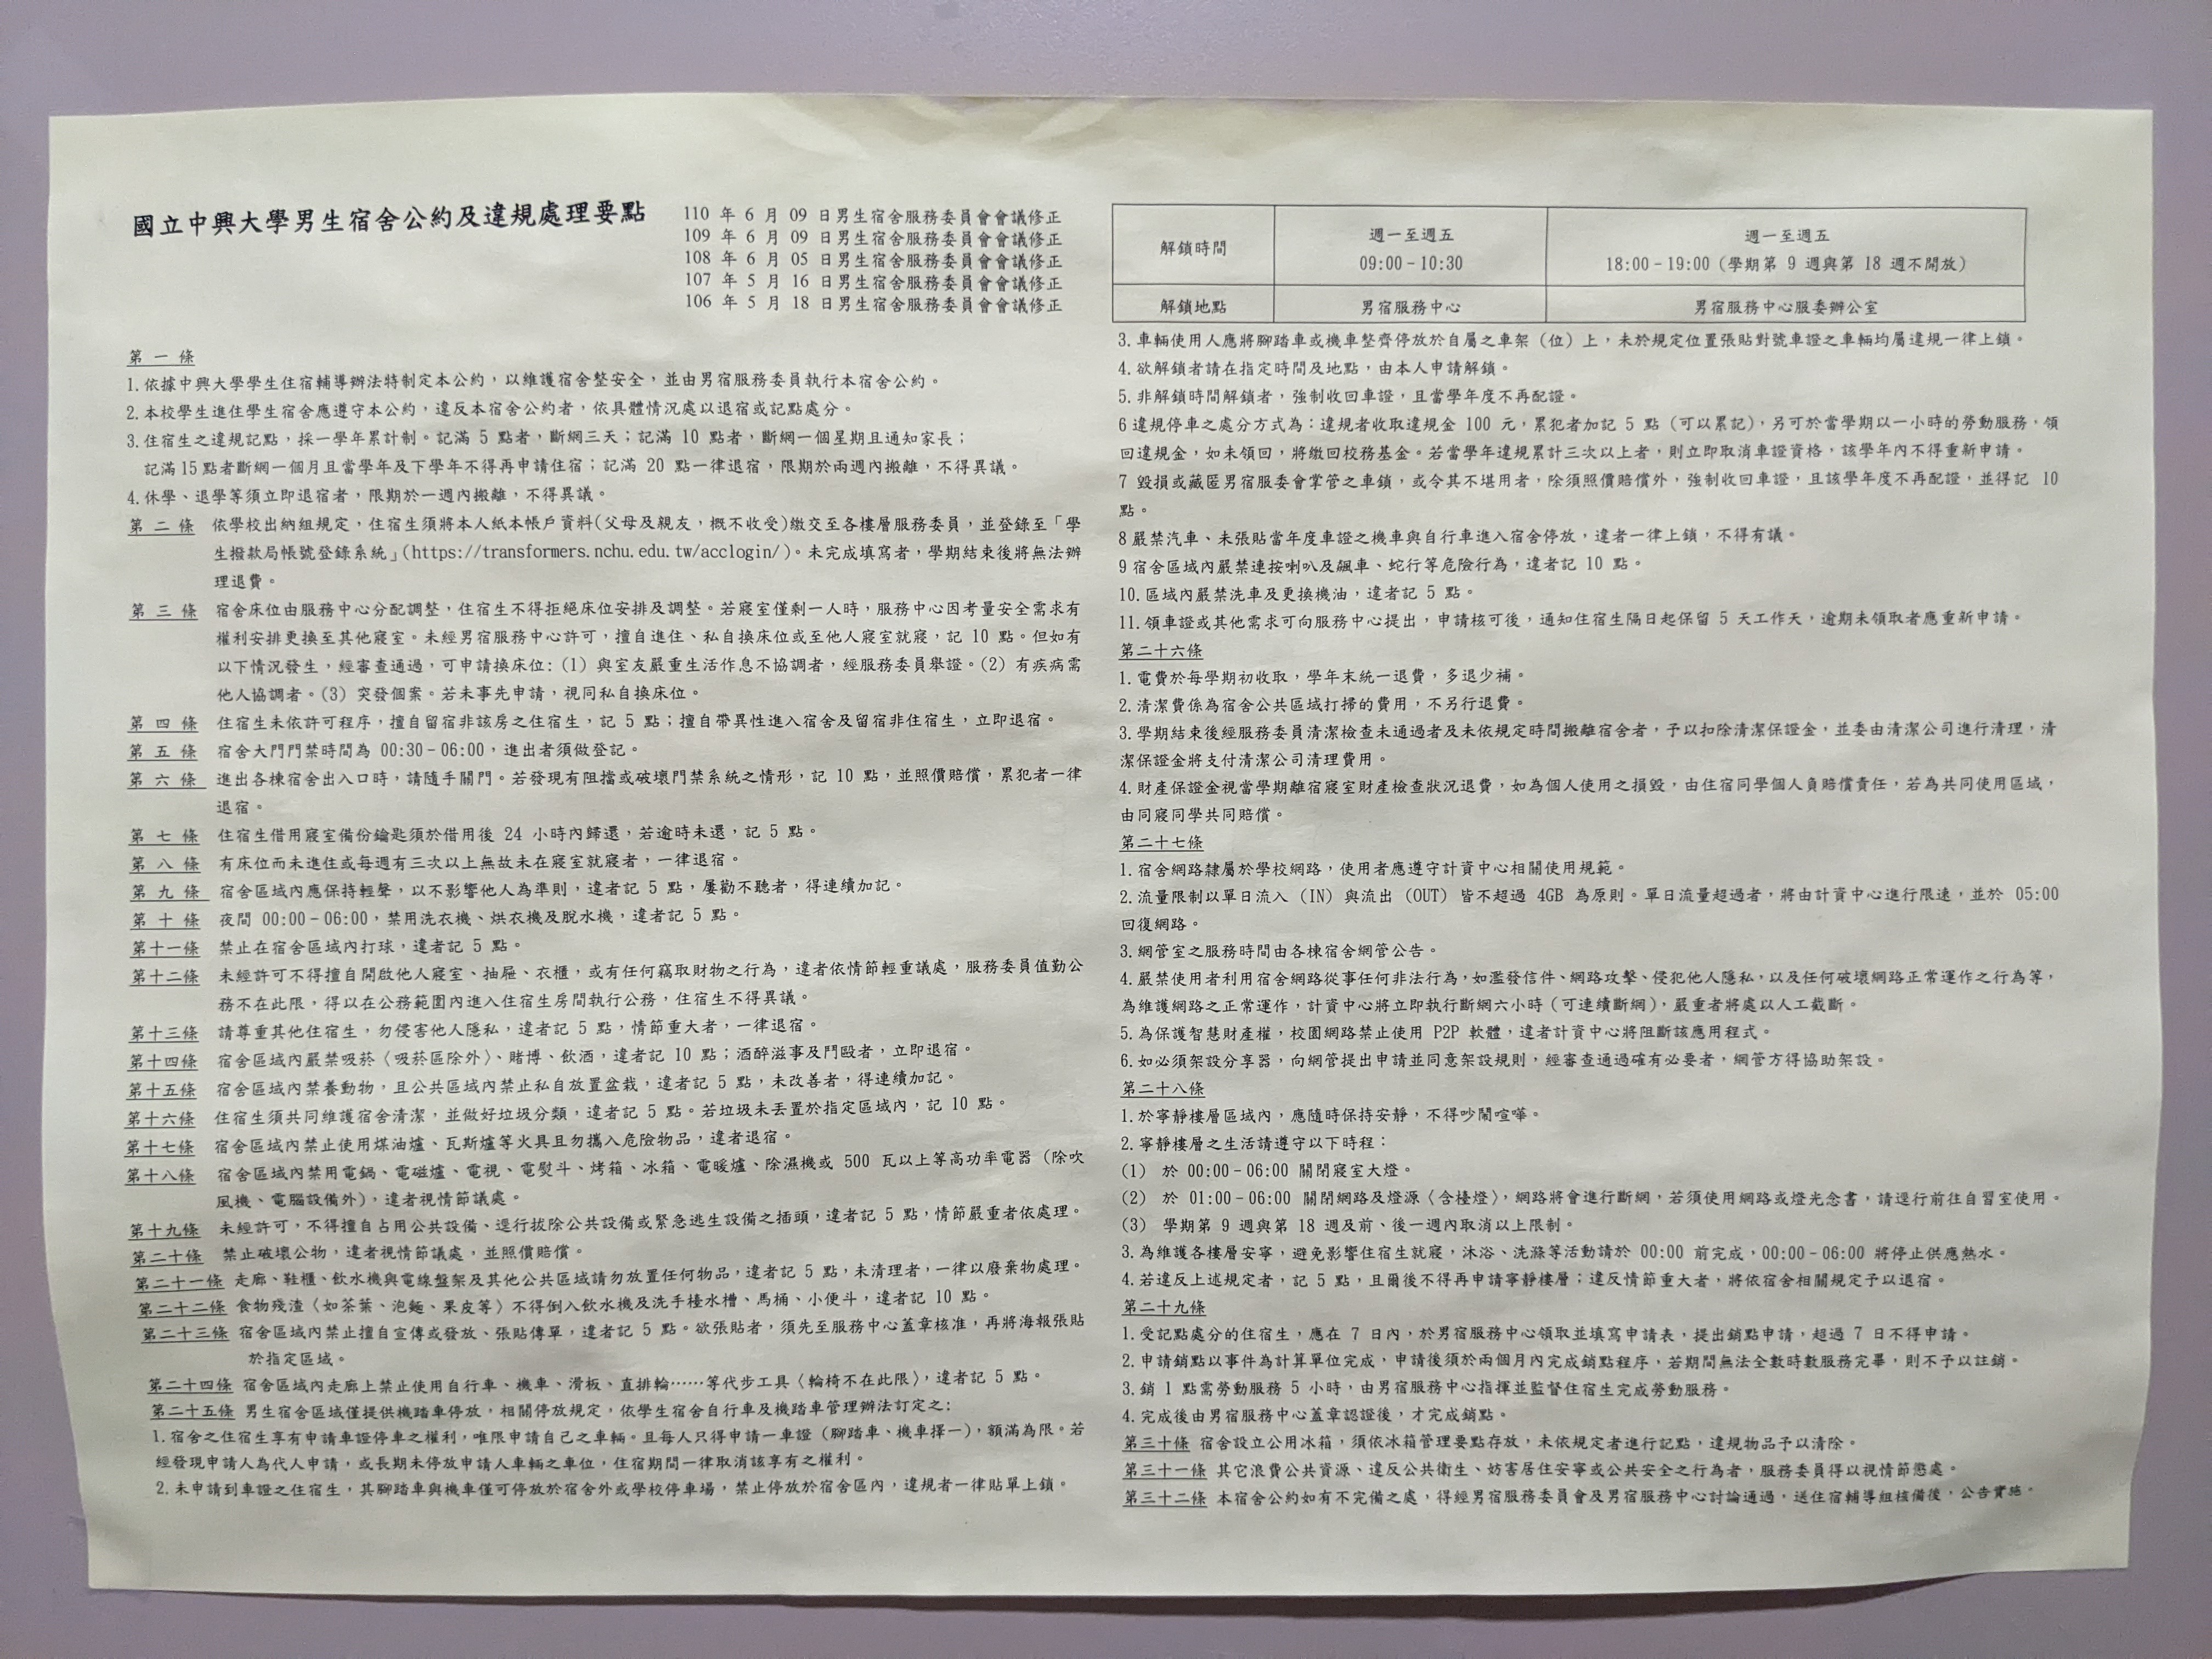 國立中興大學男生宿舍公約及違規處理要點
110 年 6 月 09 日男生宿舍服務委員會會議修正
109 年 6 月 09 日男生宿舍服務委員會會議修正
108 年 6 月 05 日男生宿舍服務委員會會議修正
107 年 5 月 16 日男生宿舍服務委員會會議修正
106 年 5 月 18 日男生宿舍服務委員會會議修正
第 一 條
1.依據中興大學學生住宿輔導辦法特制定本公約，以維護宿舍整安全，並由男宿服務委員執行本宿舍公約。
2.本校學生進住學生宿舍應遵守本公約，違反本宿舍公約者，依具體情況處以退宿或記點處分。
3.住宿生之違規記點，採一學年累計制。記滿 5 點者，斷網三天；記滿 10 點者，斷網一個星期且通知家長；
記滿15點者斷網一個月且當學年及下學年不得再申請住宿；記滿 20 點一律退宿，限期於兩週內搬離，不得異議。
4.休學、退學等須立即退宿者，限期於一週內搬離，不得異議。
第 二 條 依學校出納組規定，住宿生須將本人紙本帳戶資料(父母及親友，概不收受)繳交至各樓層服務委員，並登錄至「學
生撥款局帳號登錄系統」(https://transformers.nchu.edu.tw/acclogin/)。未完成填寫者，學期結束後將無法辦
理退費。
第 三 條 宿舍床位由服務中心分配調整，住宿生不得拒絕床位安排及調整。若寢室僅剩一人時，服務中心因考量安全需求有
權利安排更換至其他寢室。未經男宿服務中心許可，擅自進住、私自換床位或至他人寢室就寢，記 10 點。但如有
以下情況發生，經審查通過，可申請換床位：(1) 與室友嚴重生活作息不協調者，經服務委員舉證。(2) 有疾病需
他人協調者。(3) 突發個案。若未事先申請，視同私自換床位。
第 四 條 住宿生未依許可程序，擅自留宿非該房之住宿生，記 5 點；擅自帶異性進入宿舍及留宿非住宿生，立即退宿。
第 五 條 宿舍大門門禁時間為 00:30－06:00，進出者須做登記。
第 六 條 進出各棟宿舍出入口時，請隨手關門。若發現有阻擋或破壞門禁系統之情形，記 10 點，並照價賠償，累犯者一律
退宿。
第 七 條 住宿生借用寢室備份鑰匙須於借用後 24 小時內歸還，若逾時未還，記 5 點。
第 八 條 有床位而未進住或每週有三次以上無故未在寢室就寢者，一律退宿。
第 九 條 宿舍區域內應保持輕聲，以不影響他人為準則，違者記 5 點，屢勸不聽者，得連續加記。
第 十 條 夜間 00:00－06:00，禁用洗衣機、烘衣機及脫水機，違者記 5 點。
第十一條 禁止在宿舍區域內打球，違者記 5 點。
第十二條 未經許可不得擅自開啟他人寢室、抽屜、衣櫃，或有任何竊取財物之行為，違者依情節輕重議處，服務委員值勤公
務不在此限，得以在公務範圍內進入住宿生房間執行公務，住宿生不得異議。
第十三條 請尊重其他住宿生，勿侵害他人隱私，違者記 5 點，情節重大者，一律退宿。
第十四條 宿舍區域內嚴禁吸菸〈吸菸區除外〉、賭博、飲酒，違者記 10 點；酒醉滋事及鬥毆者，立即退宿。
第十五條 宿舍區域內禁養動物，且公共區域內禁止私自放置盆栽，違者記 5 點，未改善者，得連續加記。
第十六條 住宿生須共同維護宿舍清潔，並做好垃圾分類，違者記 5 點。若垃圾未丟置於指定區域內，記 10 點。
第十七條 宿舍區域內禁止使用煤油爐、瓦斯爐等火具且勿攜入危險物品，違者退宿。
第十八條 宿舍區域內禁用電鍋、電磁爐、電視、電熨斗、烤箱、冰箱、電暖爐、除濕機或 500 瓦以上等高功率電器 (除吹
風機、電腦設備外)，違者視情節議處。
第十九條 未經許可，不得擅自占用公共設備、逕行拔除公共設備或緊急逃生設備之插頭，違者記 5 點，情節嚴重者依處理。
第二十條 禁止破壞公物，違者視情節議處，並照價賠償。
第二十一條 走廊、鞋櫃、飲水機與電線盤架及其他公共區域請勿放置任何物品，違者記 5 點，未清理者，一律以廢棄物處理。
第二十二條 食物殘渣〈如茶葉、泡麵、果皮等〉不得倒入飲水機及洗手檯水槽、馬桶、小便斗，違者記 10 點。
第二十三條 宿舍區域內禁止擅自宣傳或發放、張貼傳單，違者記 5 點。欲張貼者，須先至服務中心蓋章核准，再將海報張貼
於指定區域。
第二十四條 宿舍區域內走廊上禁止使用自行車、機車、滑板、直排輪……等代步工具〈輪椅不在此限〉，違者記 5 點。
第二十五條 男生宿舍區域僅提供機踏車停放，相關停放規定，依學生宿舍自行車及機踏車管理辦法訂定之：
1.宿舍之住宿生享有申請車證停車之權利，唯限申請自己之車輛。且每人只得申請一車證 (腳踏車、機車擇一)，額滿為限。若
經發現申請人為代人申請，或長期未停放申請人車輛之車位，住宿期間一律取消該享有之權利。
2.未申請到車證之住宿生，其腳踏車與機車僅可停放於宿舍外或學校停車場，禁止停放於宿舍區內，違規者一律貼單上鎖。
解鎖時間 週一至週五 09:00－10:30 週一至週五 18:00－19:00 (學期第 9 週與第 18 週不開放)
解鎖地點 男宿服務中心 男宿服務中心服委辦公室
3.車輛使用人應將腳踏車或機車整齊停放於自屬之車架 (位) 上，未於規定位置張貼對號車證之車輛均屬違規一律上鎖。
4.欲解鎖者請在指定時間及地點，由本人申請解鎖。
5.非解鎖時間解鎖者，強制收回車證，且當學年度不再配證。
6 違規停車之處分方式為：違規者收取違規金 100 元，累犯者加記 5 點 (可以累記)，另可於當學期以一小時的勞動服務，領
回違規金，如未領回，將繳回校務基金。若當學年違規累計三次以上者，則立即取消車證資格，該學年內不得重新申請。
7 毀損或藏匿男宿服委會掌管之車鎖，或令其不堪用者，除須照價賠償外，強制收回車證，且該學年度不再配證，並得記 10
點。
8 嚴禁汽車、未張貼當年度車證之機車與自行車進入宿舍停放，違者一律上鎖，不得有議。
9 宿舍區域內嚴禁連按喇叭及飆車、蛇行等危險行為，違者記 10 點。
10.區域內嚴禁洗車及更換機油，違者記 5 點。
11.領車證或其他需求可向服務中心提出，申請核可後，通知住宿生隔日起保留 5 天工作天，逾期未領取者應重新申請。
第二十六條
1.電費於每學期初收取，學年末統一退費，多退少補。
2.清潔費係為宿舍公共區域打掃的費用，不另行退費。
3.學期結束後經服務委員清潔檢查未通過者及未依規定時間搬離宿舍者，予以扣除清潔保證金，並委由清潔公司進行清理，清
潔保證金將支付清潔公司清理費用。
4.財產保證金視當學期離宿寢室財產檢查狀況退費，如為個人使用之損毀，由住宿同學個人負賠償責任，若為共同使用區域，
由同寢同學共同賠償。
第二十七條
1.宿舍網路隸屬於學校網路，使用者應遵守計資中心相關使用規範。
2.流量限制以單日流入 (IN) 與流出 (OUT) 皆不超過 4GB 為原則。單日流量超過者，將由計資中心進行限速，並於 05:00
回復網路。
3.網管室之服務時間由各棟宿舍網管公告。
4.嚴禁使用者利用宿舍網路從事任何非法行為，如濫發信件、網路攻擊、侵犯他人隱私，以及任何破壞網路正常運作之行為等，
為維護網路之正常運作，計資中心將立即執行斷網六小時 (可連續斷網)，嚴重者將處以人工截斷。
5.為保護智慧財產權，校園網路禁止使用 P2P 軟體，違者計資中心將阻斷該應用程式。
6.如必須架設分享器，向網管提出申請並同意架設規則，經審查通過確有必要者，網管方得協助架設。
第二十八條
1.於寧靜樓層區域內，應隨時保持安靜，不得吵鬧喧嘩。
2.寧靜樓層之生活請遵守以下時程：
(1) 於 00:00－06:00 關閉寢室大燈。
(2) 於 01:00－06:00 關閉網路及燈源〈含檯燈〉，網路將會進行斷網，若須使用網路或燈光念書，請逕行前往自習室使用。
(3) 學期第 9 週與第 18 週及前、後一週內取消以上限制。
3.為維護各樓層安寧，避免影響住宿生就寢，沐浴、洗滌等活動請於 00:00 前完成，00:00－06:00 將停止供應熱水。
4.若違反上述規定者，記 5 點，且爾後不得再申請寧靜樓層；違反情節重大者，將依宿舍相關規定予以退宿。
第二十九條
1.受記點處分的住宿生，應在 7 日內，於男宿服務中心領取並填寫申請表，提出銷點申請，超過 7 日不得申請。
2.申請銷點以事件為計算單位完成，申請後須於兩個月內完成銷點程序，若期間無法全數時數服務完畢，則不予以註銷。
3.銷 1 點需勞動服務 5 小時，由男宿服務中心指揮並監督住宿生完成勞動服務。
4.完成後由男宿服務中心蓋章認證後，才完成銷點。
第三十條 宿舍設立公用冰箱，須依冰箱管理要點存放，未依規定者進行記點，違規物品予以清除。
第三十一條 其它浪費公共資源、違反公共衛生、妨害居住安寧或公共安全之行為者，服務委員得以視情節懲處。
第三十二條 本宿舍公約如有不完備之處，得經男宿服務委員會及男宿服務中心討論通過，送住宿輔導組核備後，公告實施。